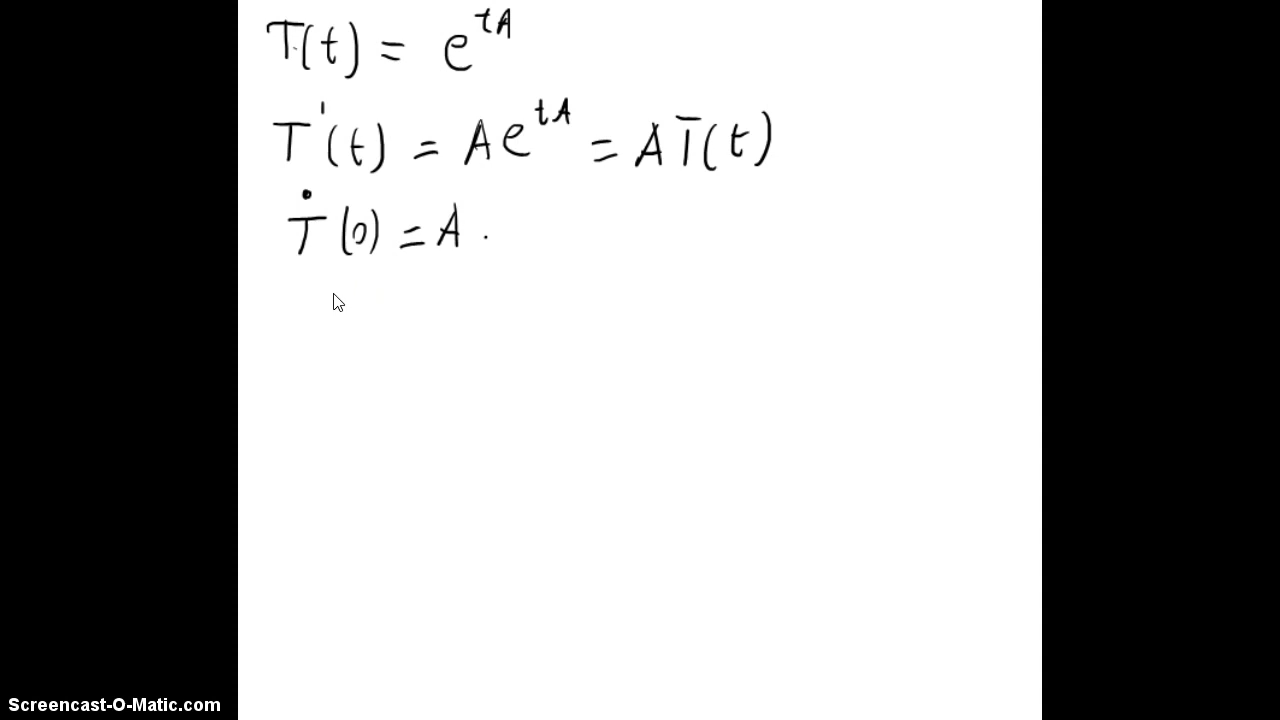 T(t) = e^{tA}
T'(t) = Ae^{tA} = AT(t)
Ṫ(0) = A .
Screencast-O-Matic.com